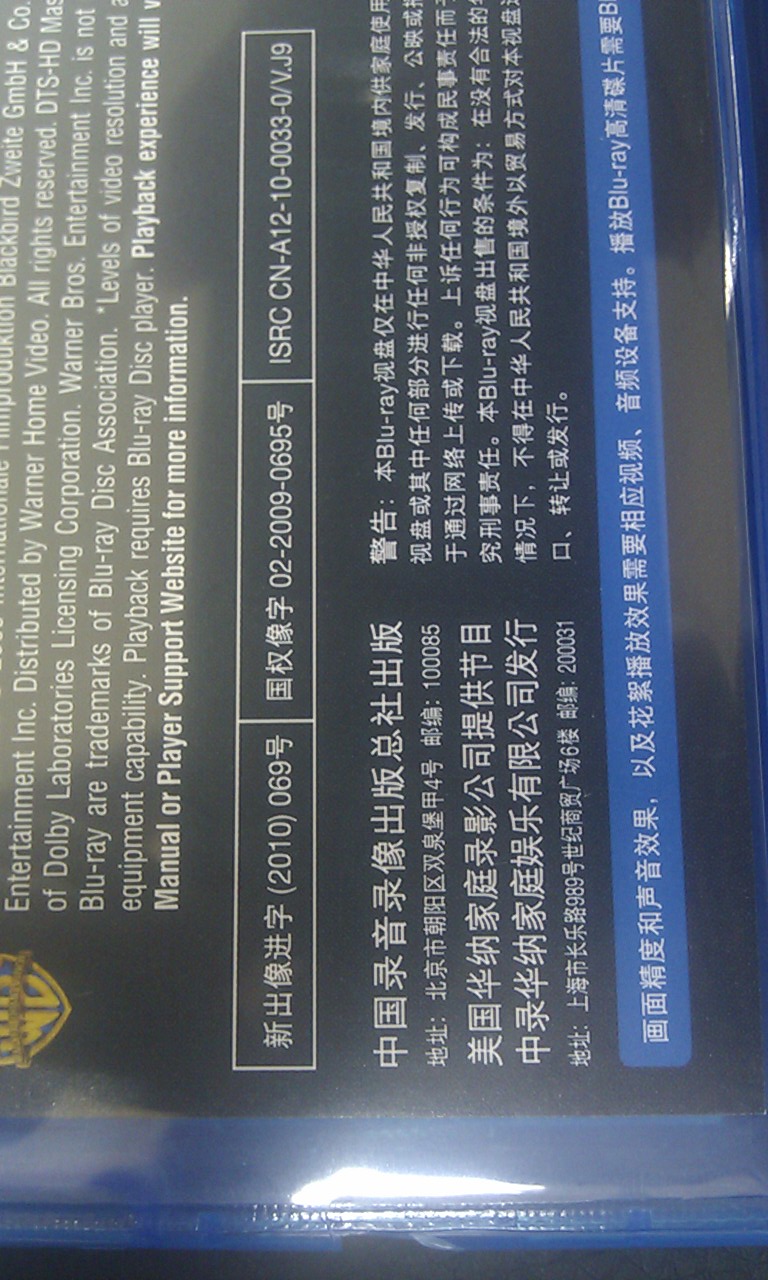 Filmproduktion Blackbird Zweite GmbH & Co.
Entertainment Inc. Distributed by Warner Home Video. All rights reserved. DTS-HD
of Dolby Laboratories Licensing Corporation. Warner Bros. Entertainment Inc. is not
Blu-ray are trademarks of Blu-ray Disc Association. *Levels of video resolution and
equipment capability. Playback requires Blu-ray Disc player. Playback experience will
Manual or Player Support Website for more information.
新出像进字 (2010) 069号 国权像字 02-2009-0695号 ISRC CN-A12-10-0033-0/V.J9
中国录音录像出版总社出版
地址：北京市朝阳区双泉堡甲4号 邮编：100085
美国华纳家庭录影公司提供节目
中录华纳家庭娱乐有限公司发行
地址：上海市长乐路989号世纪商贸广场6楼 邮编：200031
警告：本Blu-ray视盘仅在中华人民共和国境内供家庭使用
视盘或其中任何部分进行任何非授权复制、发行、公映或
于通过网络上传或下载。上诉任何行为可构成民事责任而
究刑事责任。本Blu-ray视盘出售的条件为：在没有合法的
情况下，不得在中华人民共和国境外以贸易方式对本视盘
口、转让或发行。
画面精度和声音效果，以及花絮播放效果需要相应视频、音频设备支持。播放Blu-ray高清碟片需要